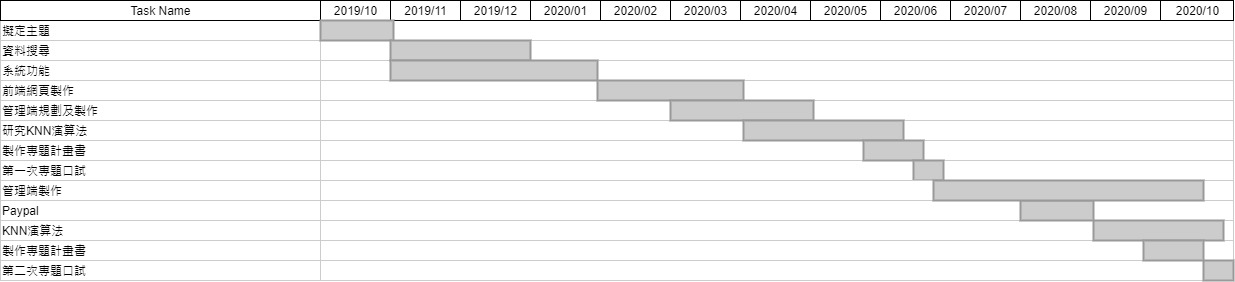 Task Name 2019/10 2019/11 2019/12 2020/01 2020/02 2020/03 2020/04 2020/05 2020/06 2020/07 2020/08 2020/09 2020/10
擬定主題
資料搜尋
系統功能
前端網頁製作
管理端規劃及製作
研究KNN演算法
製作專題計畫書
第一次專題口試
管理端製作
Paypal
KNN演算法
製作專題計畫書
第二次專題口試